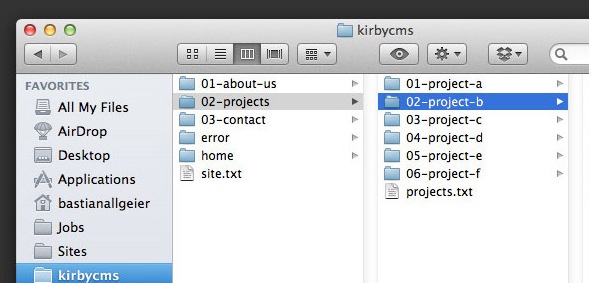 kirbycms
FAVORITES
All My Files
AirDrop
Desktop
Applications
bastianallgeier
Jobs
Sites
kirbycms
01-about-us
02-projects
03-contact
error
home
site.txt
01-project-a
02-project-b
03-project-c
04-project-d
05-project-e
06-project-f
projects.txt